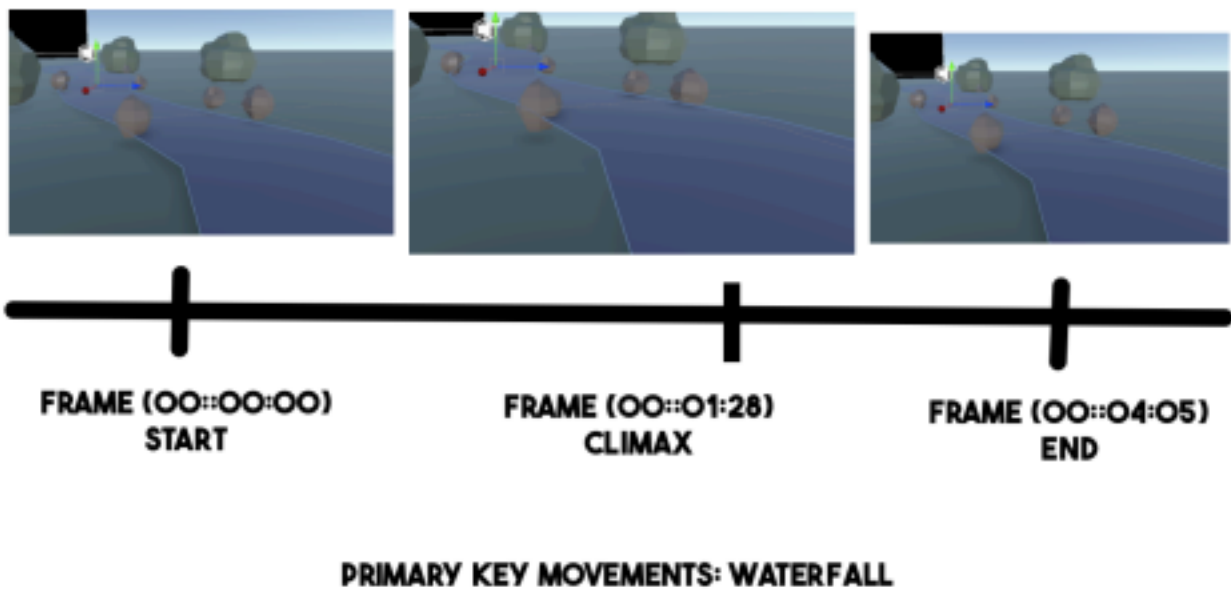 FRAME (00::00:00)
START
FRAME (00::01:28)
CLIMAX
FRAME (00::04:05)
END
PRIMARY KEY MOVEMENTS: WATERFALL